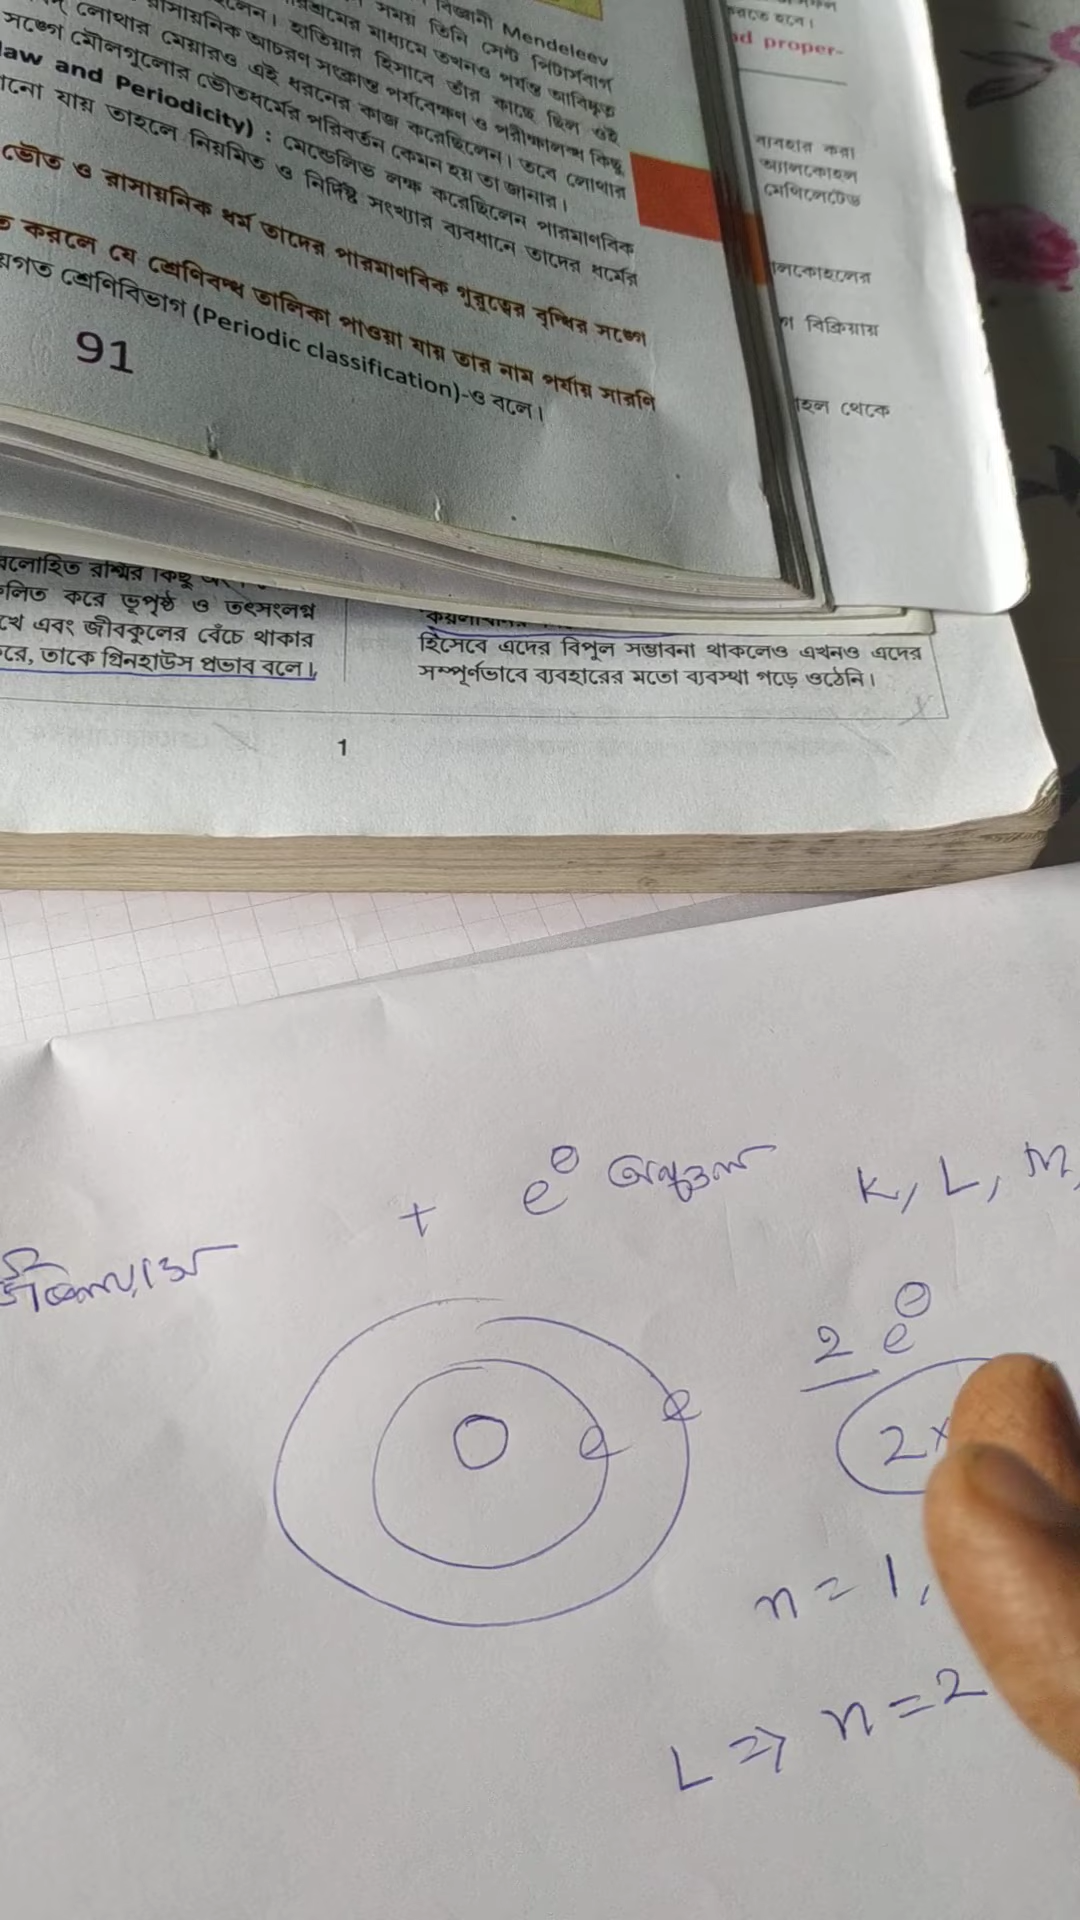 বিজ্ঞানী Mendeleev
সময় তিনি সেন্ট পিটার্সবার্গ
মাধ্যমে তখনও পর্যন্ত আবিষ্কৃত
হাতিয়ার হিসাবে তাঁর কাছে ছিল ওই
রাসায়নিক আচরণ সংক্রান্ত পর্যবেক্ষণ ও পরীক্ষালব্ধ কিছু
লোথার মেয়ারও এই ধরনের কাজ করেছিলেন। তবে লোথার
সঙ্গে মৌলগুলোর ভৌতধর্মের পরিবর্তন কেমন হয় তা জানার।
law and Periodicity) : মেন্ডেলিভ লক্ষ করেছিলেন পারমাণবিক
যায় তাহলে নিয়মিত ও নির্দিষ্ট সংখ্যার ব্যবধানে তাদের ধর্মের
ভৌত ও রাসায়নিক ধর্ম তাদের পারমাণবিক গুরুত্বের বৃদ্ধির সঙ্গে
করলে যে শ্রেণিবদ্ধ তালিকা পাওয়া যায় তার নাম পর্যায় সারণি
শ্রেণিবিভাগ (Periodic classification)-ও বলে।
91
করতে হবে।
proper-
ব্যবহার করা
অ্যালকোহল
মেথিলেটেড
বিক্রিয়ায়
থেকে
রশ্মির কিছু
করে ভূপৃষ্ঠ ও তৎসংলগ্ন
এবং জীবকুলের বেঁচে থাকার
তাকে গ্রিনহাউস প্রভাব বলে।
হিসেবে এদের বিপুল সম্ভাবনা থাকলেও এখনও এদের
সম্পূর্ণভাবে ব্যবহারের মতো ব্যবস্থা গড়ে ওঠেনি।
1
+ e⊖ K, L, M,
2 e⊖
e e
2×
n = 1,
L ⇒ n = 2